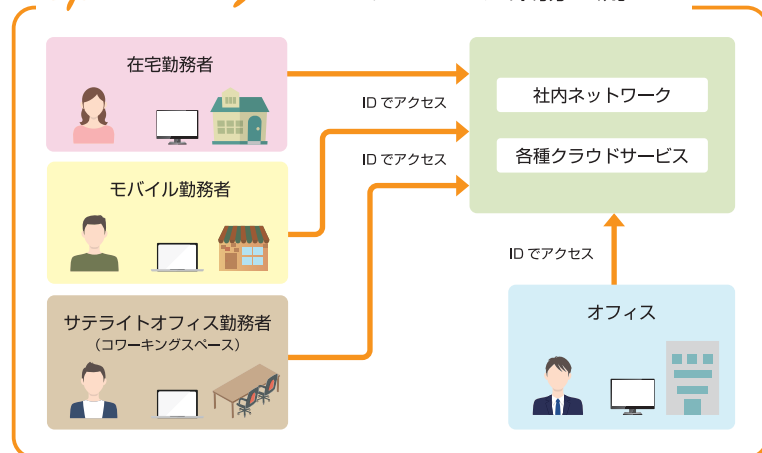 在宅勤務者
社内ネットワーク
IDでアクセス
各種クラウドサービス
IDでアクセス
モバイル勤務者
IDでアクセス
サテライトオフィス勤務者
（コワーキングスペース）
オフィス